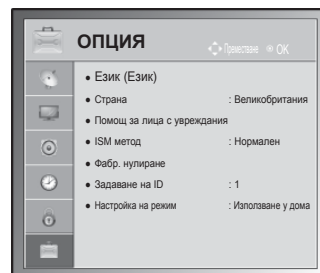 ОПЦИЯ
Преместване OK
• Език (Език)
• Страна : Великобритания
• Помощ за лица с увреждания
• ISM метод : Нормален
• Фабр. нулиране
• Задаване на ID : 1
• Настройка на режим : Използване у дома